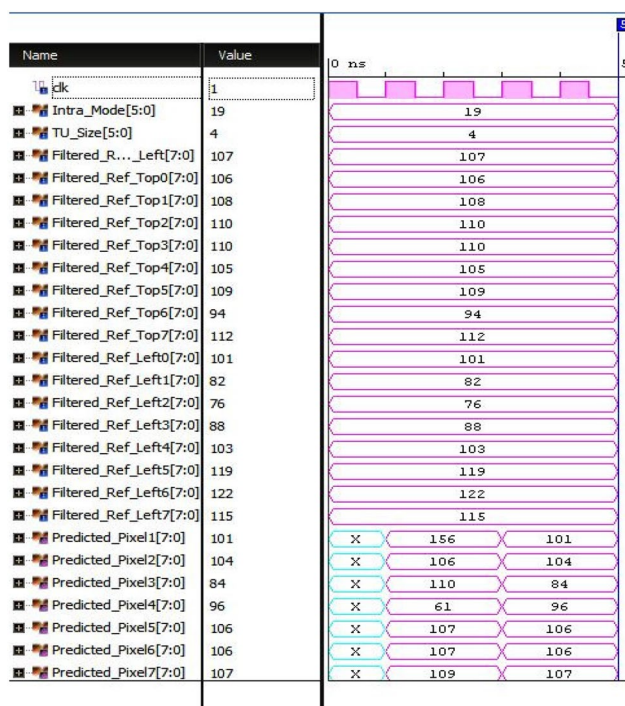 5
Name Value 0 ns 5
clk 1
Intra_Mode[5:0] 19 19
TU_Size[5:0] 4 4
Filtered_R..._Left[7:0] 107 107
Filtered_Ref_Top0[7:0] 106 106
Filtered_Ref_Top1[7:0] 108 108
Filtered_Ref_Top2[7:0] 110 110
Filtered_Ref_Top3[7:0] 110 110
Filtered_Ref_Top4[7:0] 105 105
Filtered_Ref_Top5[7:0] 109 109
Filtered_Ref_Top6[7:0] 94 94
Filtered_Ref_Top7[7:0] 112 112
Filtered_Ref_Left0[7:0] 101 101
Filtered_Ref_Left1[7:0] 82 82
Filtered_Ref_Left2[7:0] 76 76
Filtered_Ref_Left3[7:0] 88 88
Filtered_Ref_Left4[7:0] 103 103
Filtered_Ref_Left5[7:0] 119 119
Filtered_Ref_Left6[7:0] 122 122
Filtered_Ref_Left7[7:0] 115 115
Predicted_Pixel1[7:0] 101 X 156 101
Predicted_Pixel2[7:0] 104 X 106 104
Predicted_Pixel3[7:0] 84 X 110 84
Predicted_Pixel4[7:0] 96 X 61 96
Predicted_Pixel5[7:0] 106 X 107 106
Predicted_Pixel6[7:0] 106 X 107 106
Predicted_Pixel7[7:0] 107 X 109 107